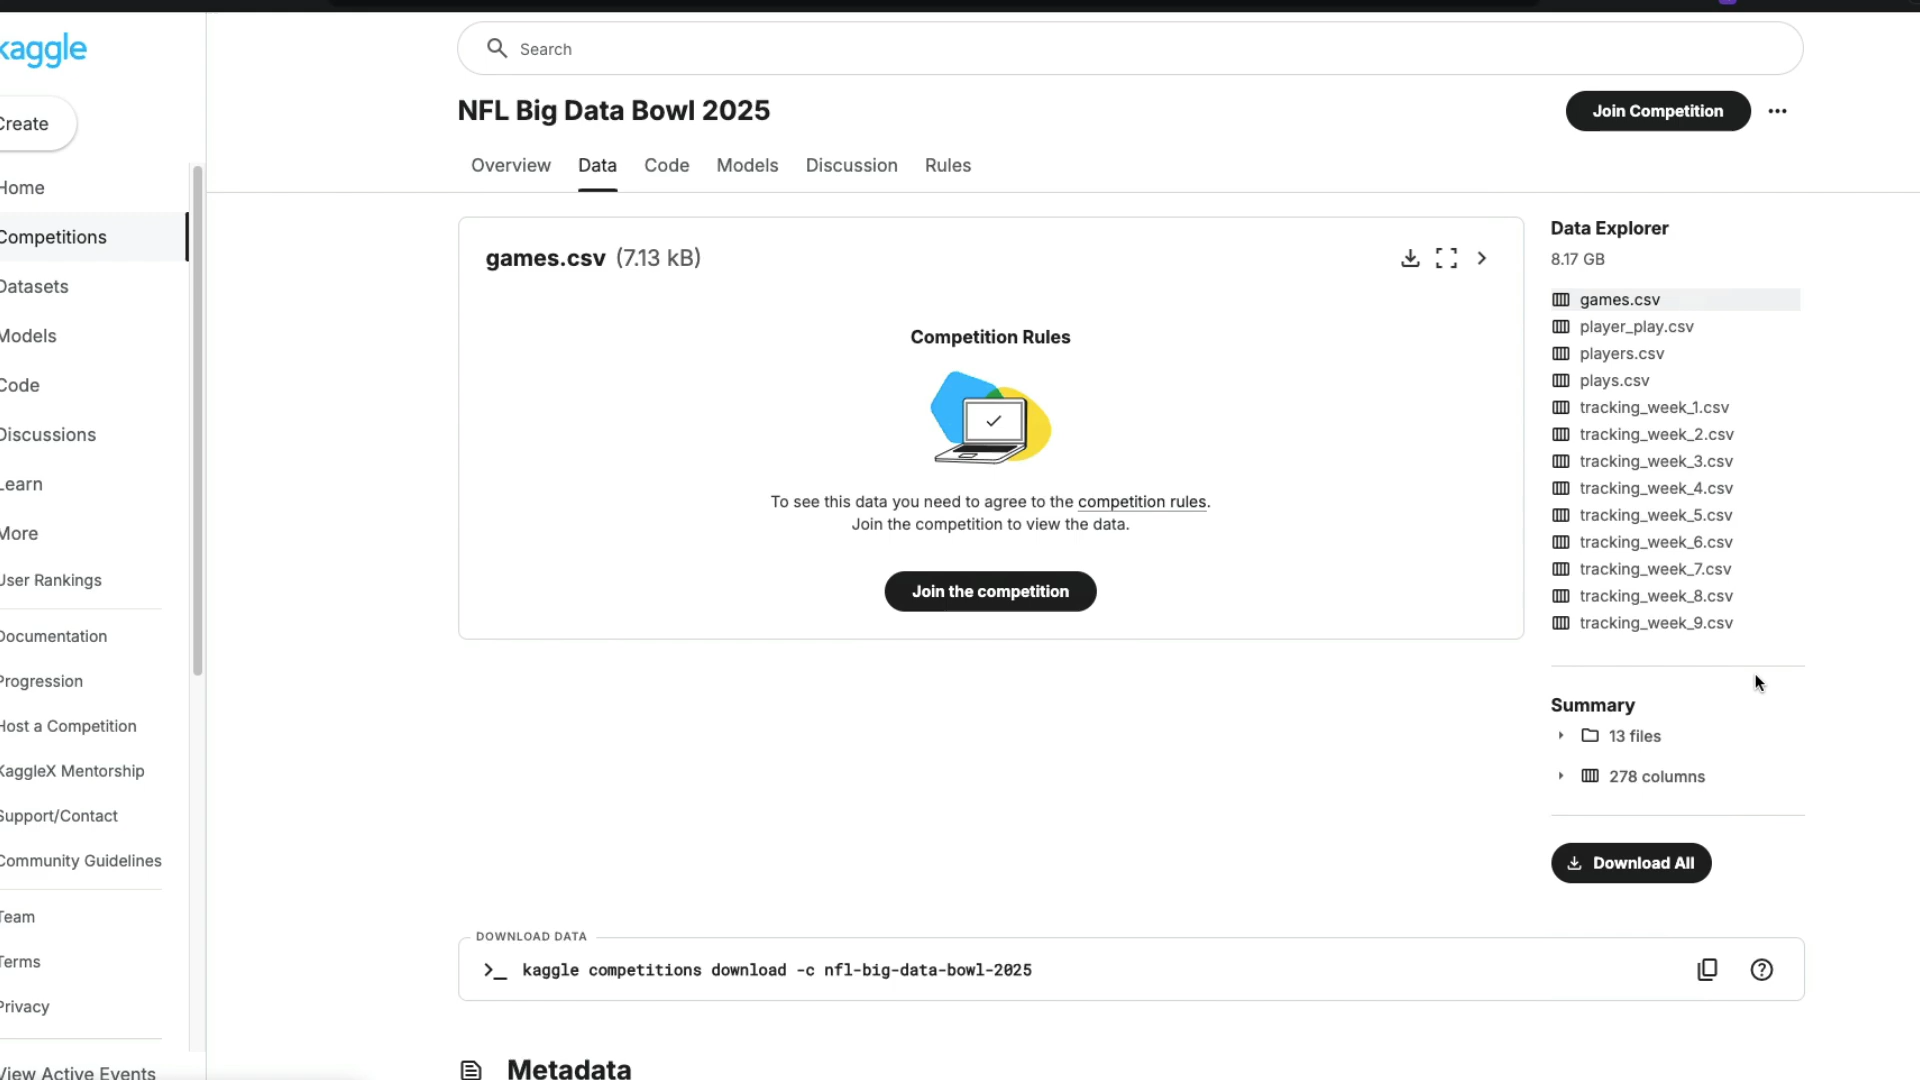 kaggle
Search
Create
NFL Big Data Bowl 2025
Join Competition
Overview
Data
Code
Models
Discussion
Rules
Home
Competitions
Datasets
Models
Code
Discussions
Learn
More
User Rankings
Documentation
Progression
Host a Competition
KaggleX Mentorship
Support/Contact
Community Guidelines
Team
Terms
Privacy
View Active Events
games.csv (7.13 kB)
Competition Rules
To see this data you need to agree to the competition rules.
Join the competition to view the data.
Join the competition
Data Explorer
8.17 GB
games.csv
player_play.csv
players.csv
plays.csv
tracking_week_1.csv
tracking_week_2.csv
tracking_week_3.csv
tracking_week_4.csv
tracking_week_5.csv
tracking_week_6.csv
tracking_week_7.csv
tracking_week_8.csv
tracking_week_9.csv
Summary
13 files
278 columns
Download All
DOWNLOAD DATA
>_ kaggle competitions download -c nfl-big-data-bowl-2025
Metadata